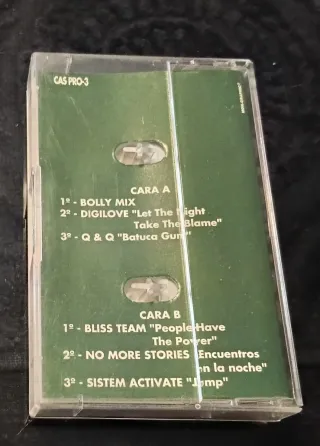 CAS PRO-3
CARA A
1º - BOLLY MIX
2º - DIGILOVE "Let The Night
Take The Blame"
3º - Q & Q "Batuca Gum"
CARA B
1º - BLISS TEAM "People Have
The Power"
2º - NO MORE STORIES "Encuentros
en la noche"
3º - SISTEM ACTIVATE "Jump"